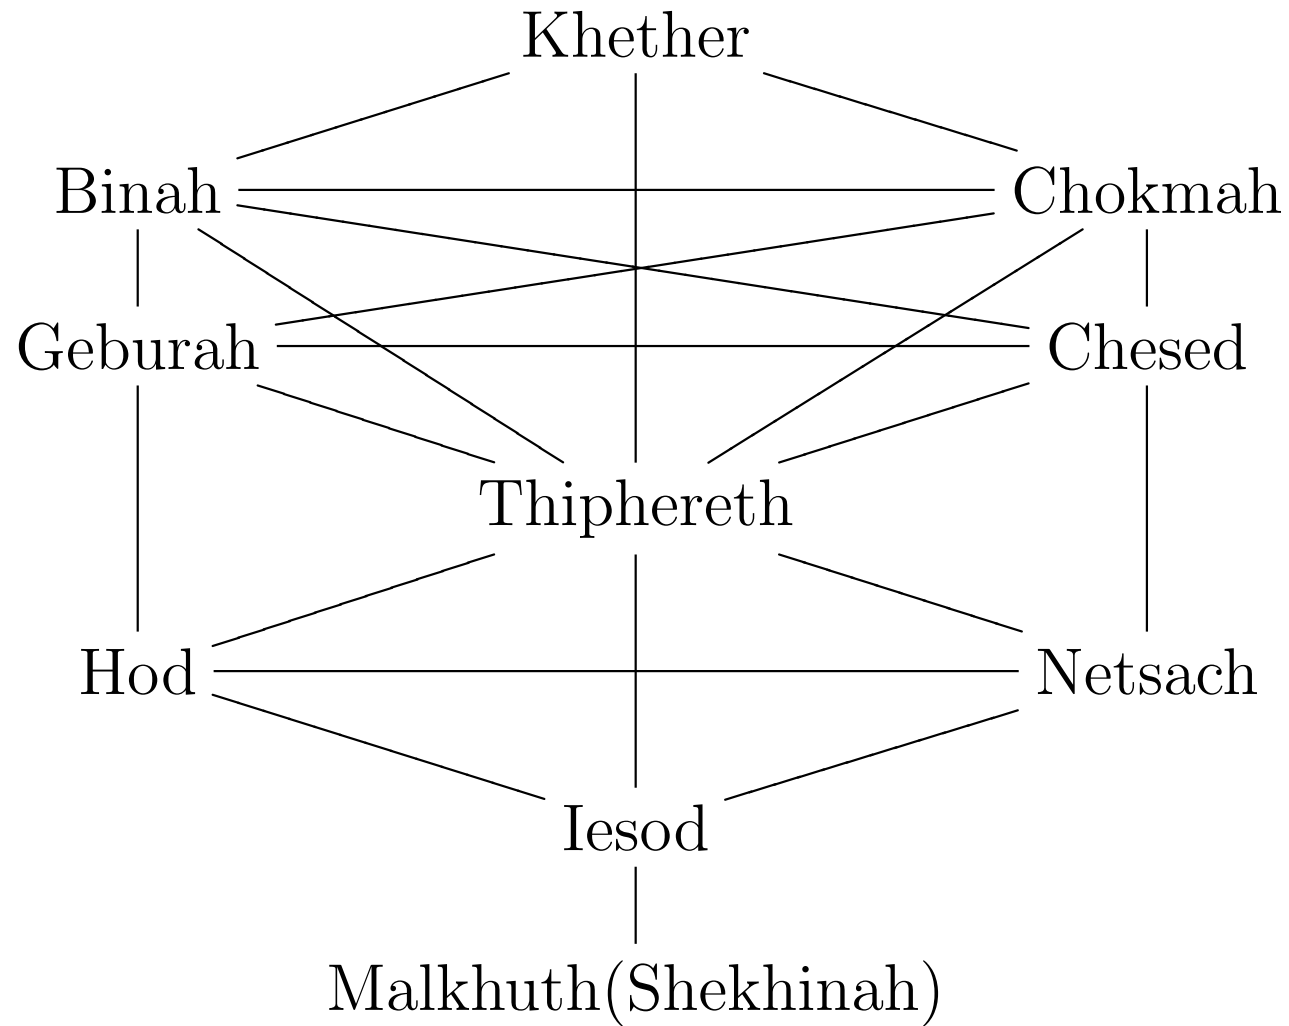 Khether
Binah Chokmah
Geburah Chesed
Thiphereth
Hod Netsach
Iesod
Malkhuth(Shekhinah)